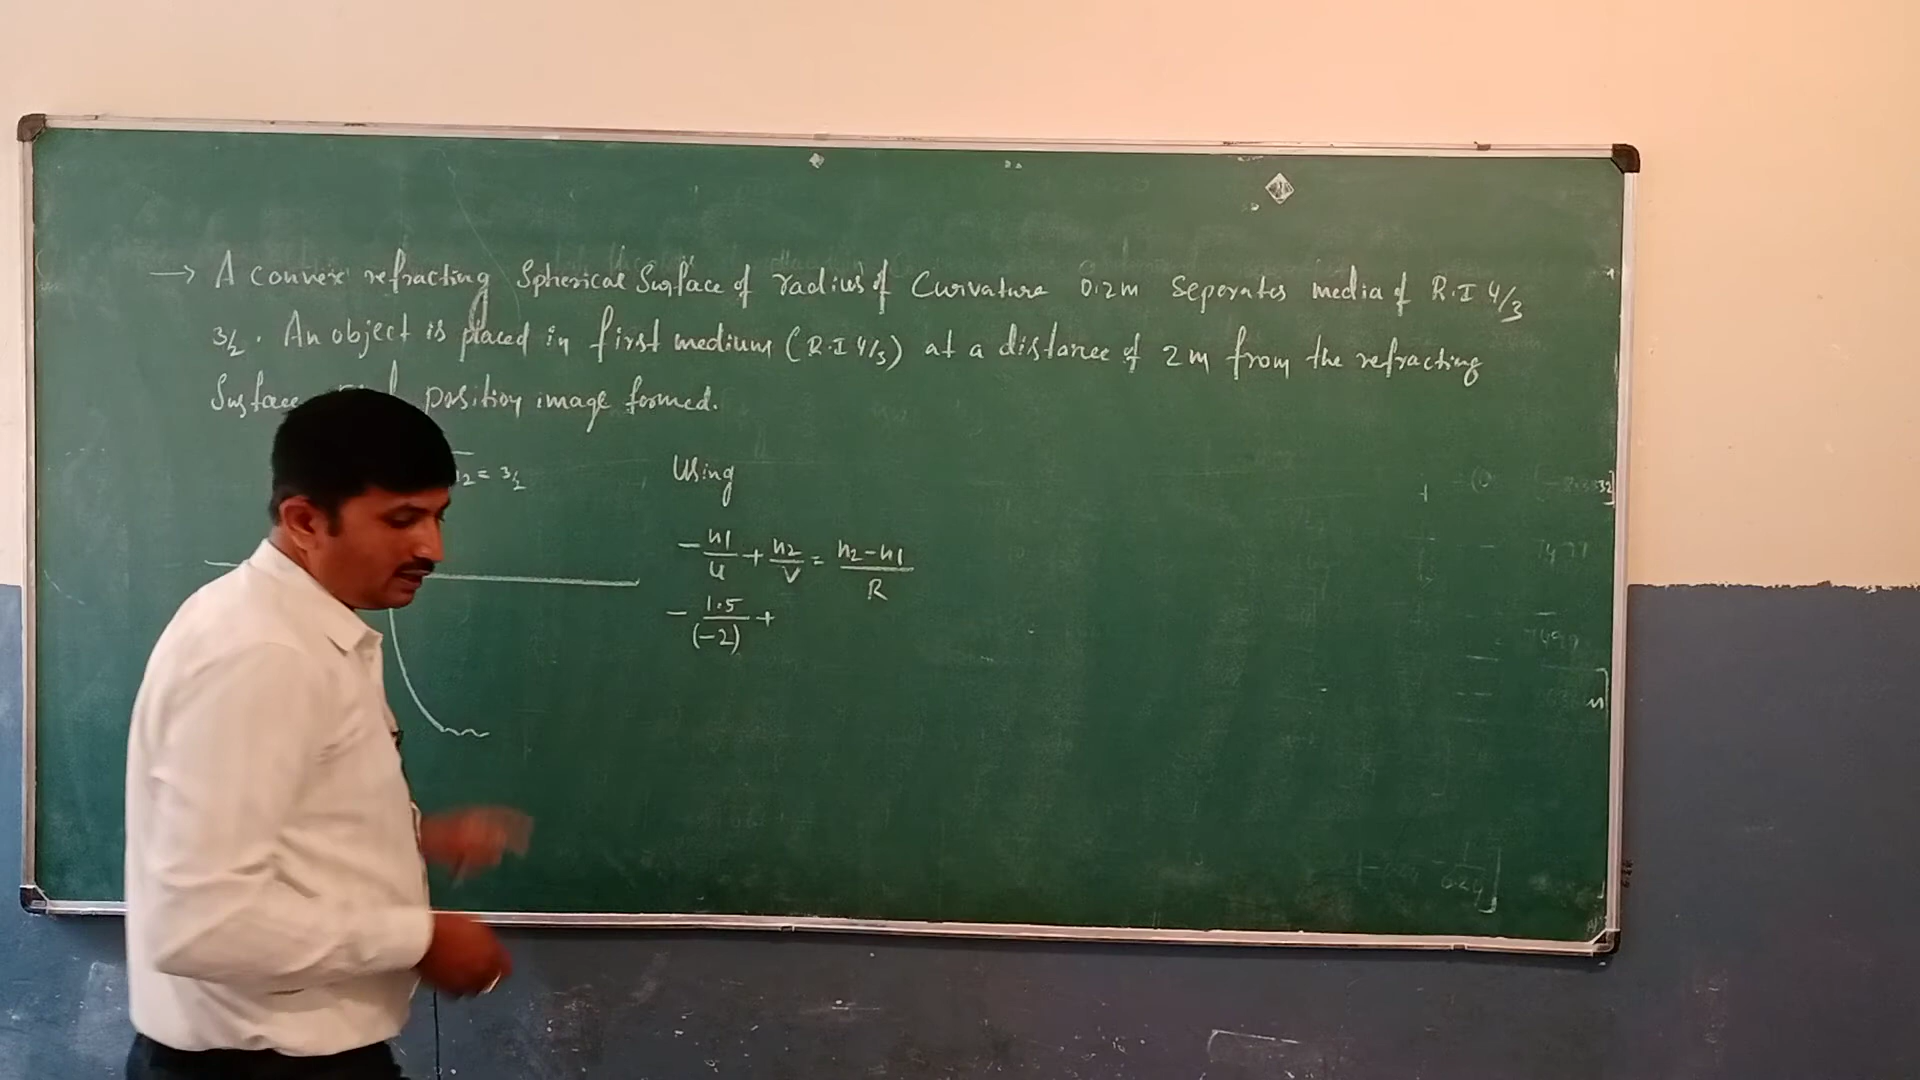 → A convex refracting Spherical Surface of radius of Curvature 0.2m Seperates media of R.I 4/3
3/2. An object is placed in first medium (R.I 4/3) at a distance of 2m from the refracting
Surface position image formed.
2 = 3/2
Using
-n1/u + n2/v = n2-n1/R
-1.5/(-2) +